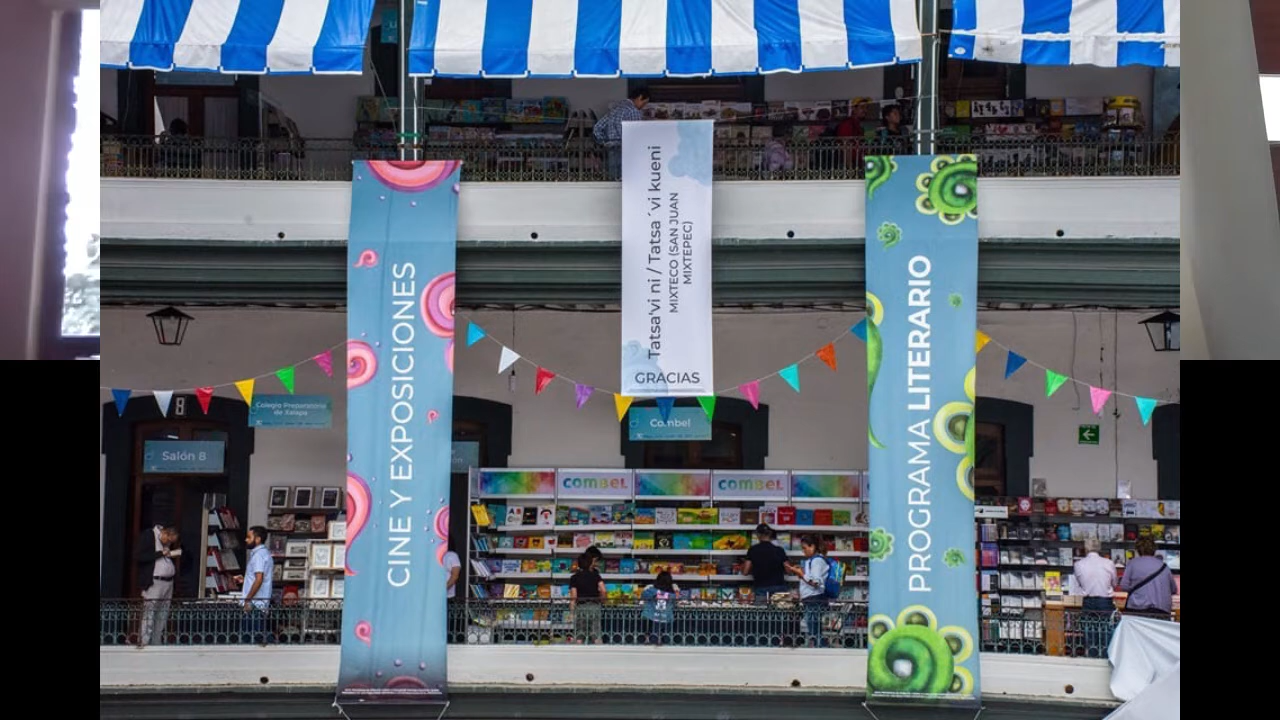 Tatsa'vi ni / Tatsa ´vi kueni
MIXTECO (SAN JUAN
MIXTEPEC)
GRACIAS
CINE Y EXPOSICIONES
PROGRAMA LITERARIO
8
Colegio Preparatorio
de Xalapa
Salón 8
Combel
combel
combel